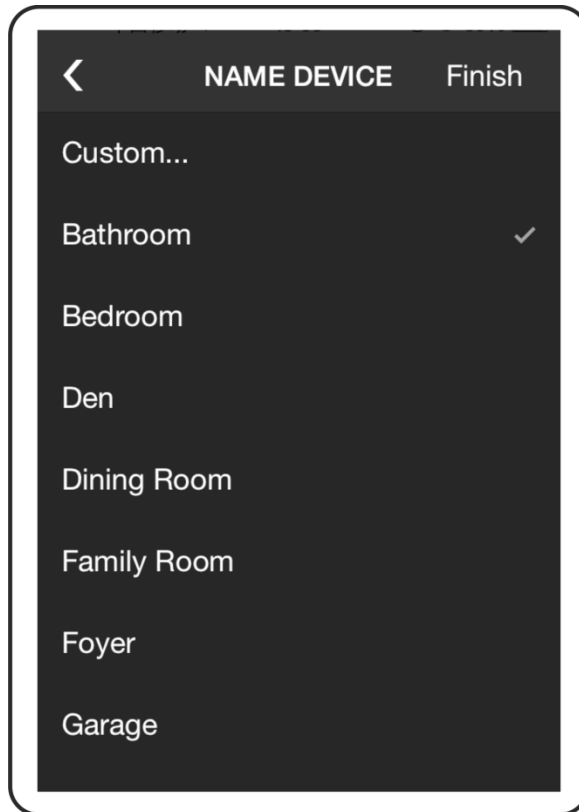 NAME DEVICE Finish
Custom...
Bathroom
Bedroom
Den
Dining Room
Family Room
Foyer
Garage